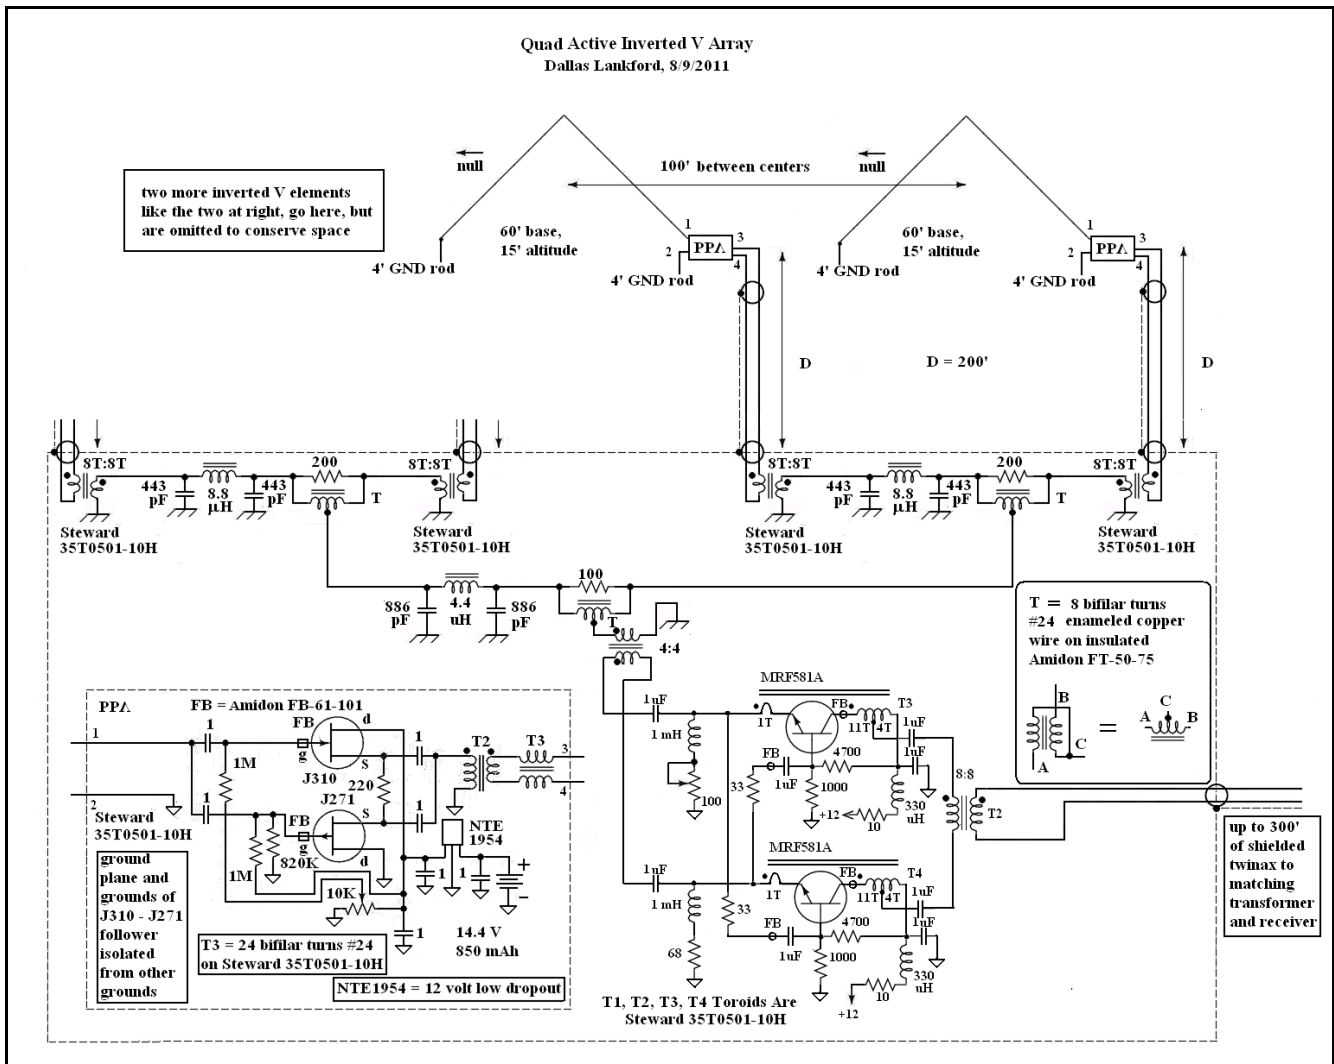 Quad Active Inverted V Array
Dallas Lankford, 8/9/2011
two more inverted V elements
like the two at right, go here, but
are omitted to conserve space
null
100' between centers
null
60' base,
15' altitude
4' GND rod
1
2
PPA
3
4
4' GND rod
60' base,
15' altitude
4' GND rod
1
2
PPA
3
4
4' GND rod
D
D = 200'
D
8T:8T
443
pF
8.8
μH
443
pF
200
T
8T:8T
Steward
35T0501-10H
Steward
35T0501-10H
8T:8T
443
pF
8.8
μH
443
pF
200
T
8T:8T
Steward
35T0501-10H
Steward
35T0501-10H
886
pF
4.4
uH
886
pF
100
T
4:4
T = 8 bifilar turns
#24 enameled copper
wire on insulated
Amidon FT-50-75
B
C
A
=
A
C
B
PPA
FB = Amidon FB-61-101
1
2
1
FB
g
d
s
J310
1M
220
J271
1
FB
g
s
d
1M
820K
10K
1
1
T2
T3
3
4
NTE
1954
1
1
+
-
1
14.4 V
850 mAh
Steward
35T0501-10H
ground
plane and
grounds of
J310 - J271
follower
isolated
from other
grounds
T3 = 24 bifilar turns #24
on Steward 35T0501-10H
NTE1954 = 12 volt low dropout
MRF581A
1uF
1 mH
100
1T
FB
T3
11T
4T
1uF
1uF
FB
1uF
4700
1000
33
+12
10
330
uH
8:8
T2
MRF581A
1uF
1 mH
68
1T
FB
T4
11T
4T
1uF
1uF
33
FB
1uF
4700
1000
+12
10
330
uH
T1, T2, T3, T4 Toroids Are
Steward 35T0501-10H
up to 300'
of shielded
twinax to
matching
transformer
and receiver